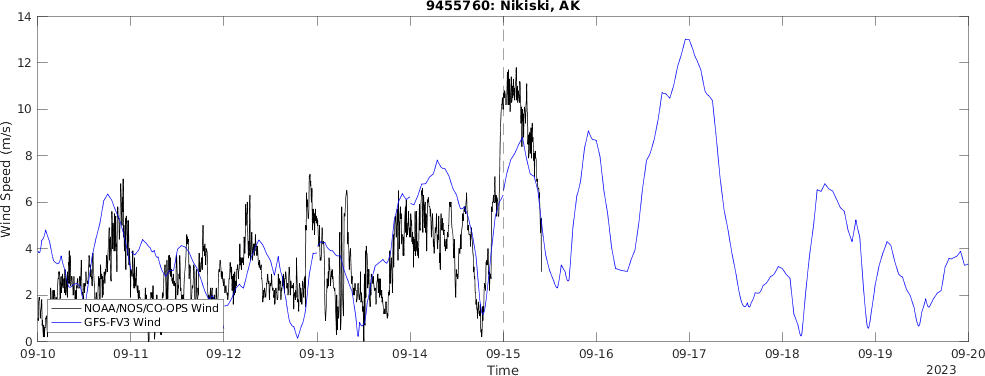 9455760: Nikiski, AK
Wind Speed (m/s)
14
12
10
8
6
4
2
0
NOAA/NOS/CO-OPS Wind
GFS-FV3 Wind
09-10 09-11 09-12 09-13 09-14 09-15 09-16 09-17 09-18 09-19 09-20
Time
2023